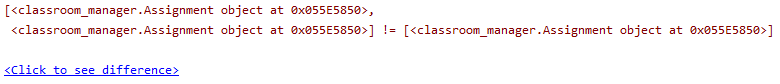 [<classroom_manager.Assignment object at 0x055E5850>,
<classroom_manager.Assignment object at 0x055E5850>] != [<classroom_manager.Assignment object at 0x055E5850>]
<Click to see difference>